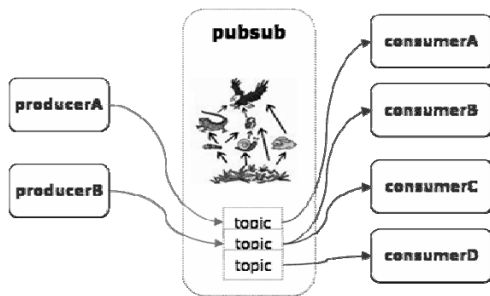 pubsub
producerA
producerB
topic
topic
topic
consumerA
consumerB
consumerC
consumerD